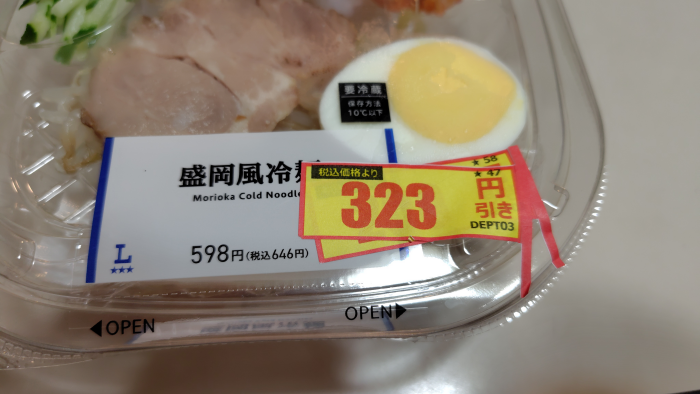 要冷蔵
保存方法
10℃以下
盛岡風冷麺
Morioka Cold Noodle
L
★★★
598円(税込646円)
税込価格より
323
★58
★47
円
引き
DEPT03
◀OPEN
OPEN▶